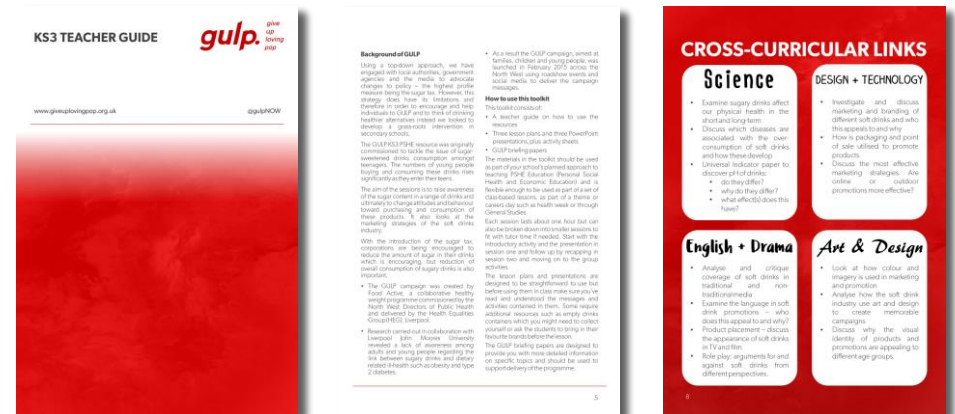 KS3 TEACHER GUIDE
gulp.
give
up
loving
pop
www.giveuplovingpop.org.uk
@gulpNOW
Background of GULP
Using a top-down approach, we have
engaged with local authorities, government
agencies and the media to advocate
changes to policy – the highest profile
measure being the sugar tax. However, this
strategy does have its limitations and
therefore in order to encourage and help
individuals to GULP and to think of drinking
healthier alternatives instead we looked to
develop a grass-roots intervention in
secondary schools.
The GULP KS3 PSHE resource was originally
commissioned to tackle the issue of sugar-
sweetened drinks consumption amongst
teenagers. The numbers of young people
buying and consuming these drinks rises
significantly as they enter their teens.
The aim of the sessions is to raise awareness
of the sugar content in a range of drinks and
ultimately to change attitudes and behaviour
toward purchasing and consumption of
these products. It also looks at the
marketing strategies of the soft drinks
industry.
With the introduction of the sugar tax,
corporations are being encouraged to
reduce the amount of sugar in their drinks
which is encouraging, but reduction of
overall consumption of sugary drinks is also
important.
• The GULP campaign was created by
Food Active, a collaborative healthy
weight programme commissioned by the
North West Directors of Public Health
and delivered by the Health Equalities
Group (HEG), Liverpool.
• Research carried out in collaboration with
Liverpool John Moores University
revealed a lack of awareness among
adults and young people regarding the
link between sugary drinks and dietary
related ill-health such as obesity and type
2 diabetes.
• As a result the GULP campaign, aimed at
families, children and young people, was
launched in February 2015 across the
North West using roadshow events and
social media to deliver the campaign
messages.
How to use this toolkit
This toolkit consists of:
• A teacher guide on how to use the
resources
• Three lesson plans and three PowerPoint
presentations, plus activity sheets
• GULP briefing papers
The materials in the toolkit should be used
as part of your school's planned approach to
teaching PSHE Education (Personal Social
Health and Economic Education) and is
flexible enough to be used as part of a set of
class-based lessons, as part of a theme or
careers day such as health week or through
General Studies.
Each session lasts about one hour but can
also be broken down into smaller sessions to
fit with tutor time if needed. Start with the
introductory activity and the presentation in
session one and follow up by recapping in
session two and moving on to the group
activities.
The lesson plans and presentations are
designed to be straightforward to use but
before using them in class make sure you've
read and understood the messages and
activities contained in them. Some require
additional resources such as empty drinks
containers which you might need to collect
yourself or ask the students to bring in their
favourite brands before the lesson.
The GULP briefing papers are designed to
provide you with more detailed information
on specific topics and should be used to
support delivery of the programme.
5
CROSS-CURRICULAR LINKS
Science
• Examine sugary drinks affect
our physical health in the
short and long-term
• Discuss which diseases are
associated with the over-
consumption of soft drinks
and how these develop
• Universal Indicator paper to
discover pH of drinks:
• do they differ?
• why do they differ?
• what effect(s) does this
have?
DESIGN + TECHNOLOGY
• Investigate and discuss
marketing and branding of
different soft drinks and who
this appeals to and why
• How is packaging and point
of sale utilised to promote
products
• Discuss the most effective
marketing strategies. Are
online or outdoor
promotions more effective?
English + Drama
• Analyse and critique
coverage of soft drinks in
traditional and non-
traditional media
• Examine the language in soft
drink promotions – who
does this appeal to and why?
• Product placement – discuss
the appearance of soft drinks
in TV and film
• Role play: arguments for and
against soft drinks from
different perspectives.
Art & Design
• Look at how colour and
imagery is used in marketing
and promotion
• Analyse how the soft drink
industry use art and design
to create memorable
campaigns
• Discuss why the visual
identity of products and
promotions are appealing to
different age groups.
8